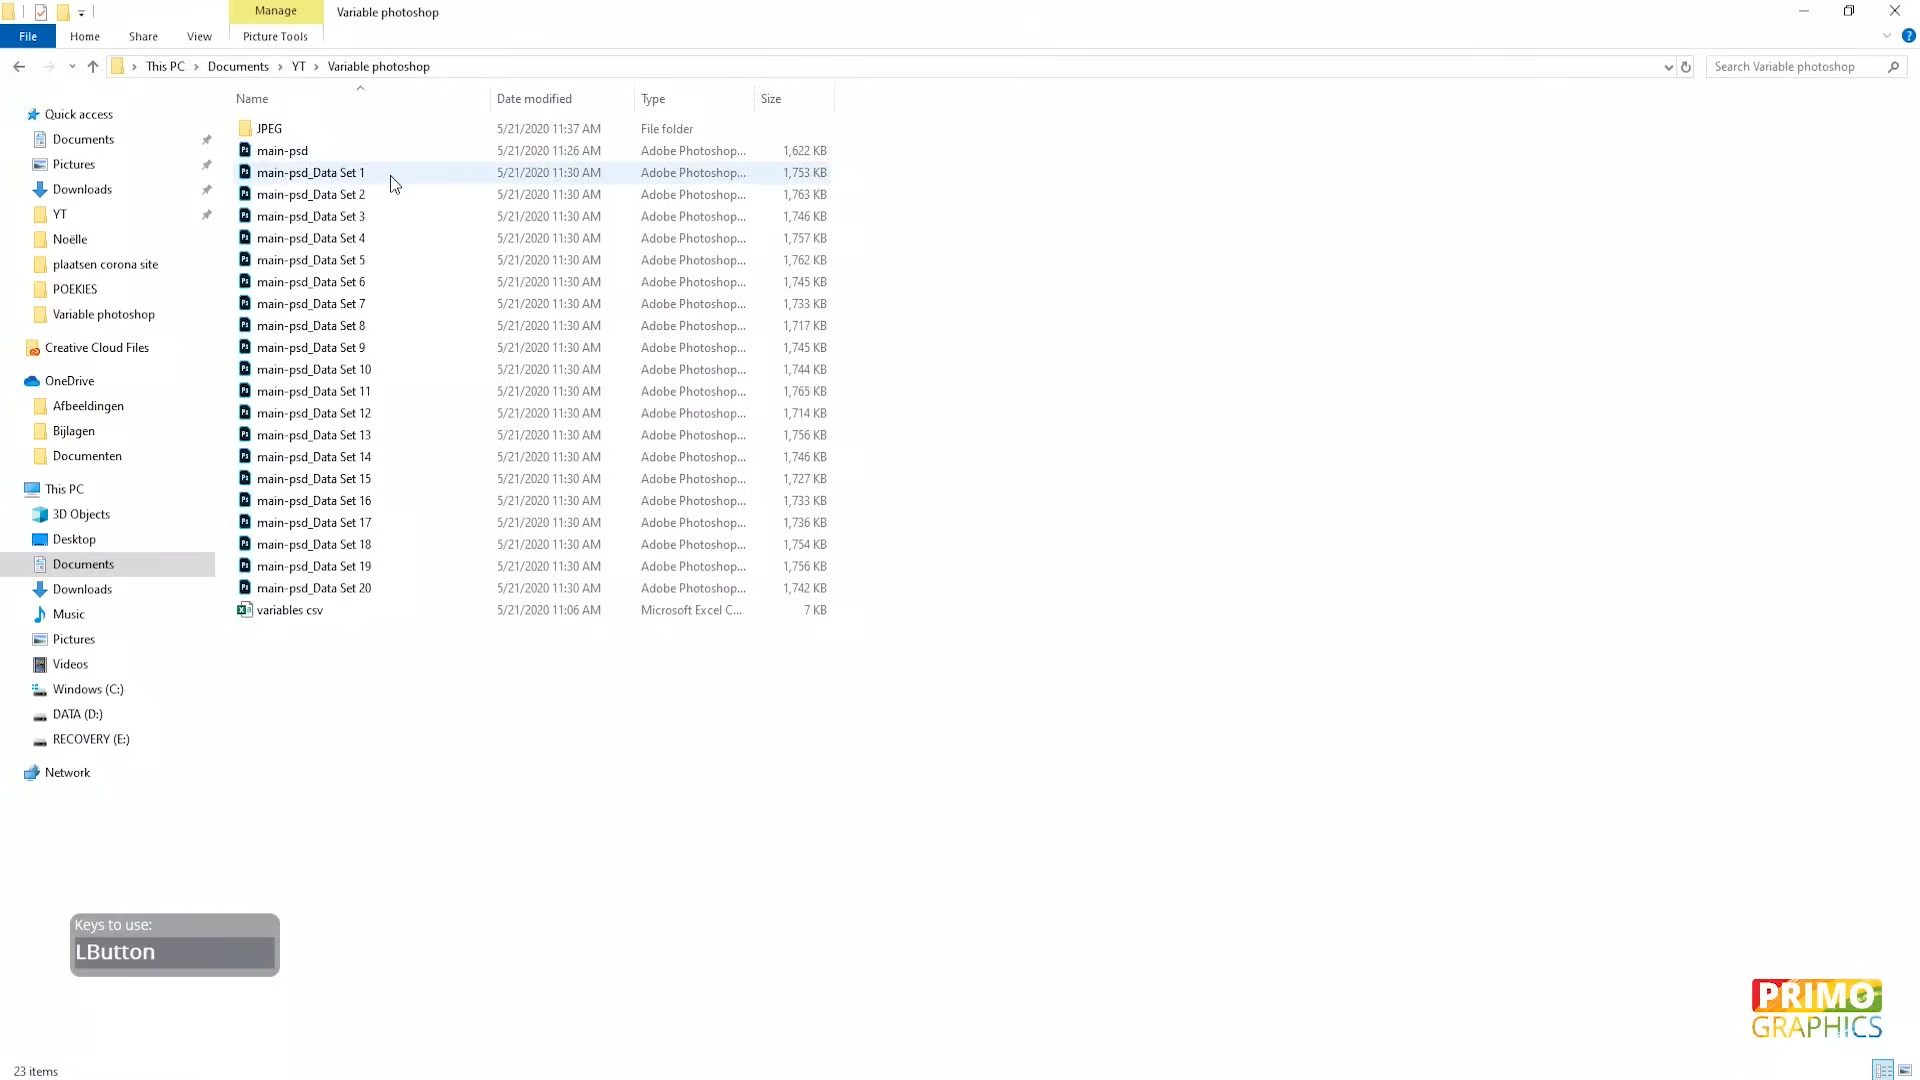 Manage
Variable photoshop
File
Home
Share
View
Picture Tools
This PC
Documents
YT
Variable photoshop
Search Variable photoshop
Name
Date modified
Type
Size
Quick access
Documents
Pictures
Downloads
YT
Noëlle
plaatsen corona site
POEKIES
Variable photoshop
Creative Cloud Files
OneDrive
Afbeeldingen
Bijlagen
Documenten
This PC
3D Objects
Desktop
Documents
Downloads
Music
Pictures
Videos
Windows (C:)
DATA (D:)
RECOVERY (E:)
Network
JPEG 5/21/2020 11:37 AM File folder
main-psd 5/21/2020 11:26 AM Adobe Photoshop... 1,622 KB
main-psd_Data Set 1 5/21/2020 11:30 AM Adobe Photoshop... 1,753 KB
main-psd_Data Set 2 5/21/2020 11:30 AM Adobe Photoshop... 1,763 KB
main-psd_Data Set 3 5/21/2020 11:30 AM Adobe Photoshop... 1,746 KB
main-psd_Data Set 4 5/21/2020 11:30 AM Adobe Photoshop... 1,757 KB
main-psd_Data Set 5 5/21/2020 11:30 AM Adobe Photoshop... 1,762 KB
main-psd_Data Set 6 5/21/2020 11:30 AM Adobe Photoshop... 1,745 KB
main-psd_Data Set 7 5/21/2020 11:30 AM Adobe Photoshop... 1,733 KB
main-psd_Data Set 8 5/21/2020 11:30 AM Adobe Photoshop... 1,717 KB
main-psd_Data Set 9 5/21/2020 11:30 AM Adobe Photoshop... 1,745 KB
main-psd_Data Set 10 5/21/2020 11:30 AM Adobe Photoshop... 1,744 KB
main-psd_Data Set 11 5/21/2020 11:30 AM Adobe Photoshop... 1,765 KB
main-psd_Data Set 12 5/21/2020 11:30 AM Adobe Photoshop... 1,714 KB
main-psd_Data Set 13 5/21/2020 11:30 AM Adobe Photoshop... 1,756 KB
main-psd_Data Set 14 5/21/2020 11:30 AM Adobe Photoshop... 1,746 KB
main-psd_Data Set 15 5/21/2020 11:30 AM Adobe Photoshop... 1,727 KB
main-psd_Data Set 16 5/21/2020 11:30 AM Adobe Photoshop... 1,733 KB
main-psd_Data Set 17 5/21/2020 11:30 AM Adobe Photoshop... 1,736 KB
main-psd_Data Set 18 5/21/2020 11:30 AM Adobe Photoshop... 1,754 KB
main-psd_Data Set 19 5/21/2020 11:30 AM Adobe Photoshop... 1,756 KB
main-psd_Data Set 20 5/21/2020 11:30 AM Adobe Photoshop... 1,742 KB
variables csv 5/21/2020 11:06 AM Microsoft Excel C... 7 KB
Keys to use:
LButton
PRIMO
GRAPHICS
23 items